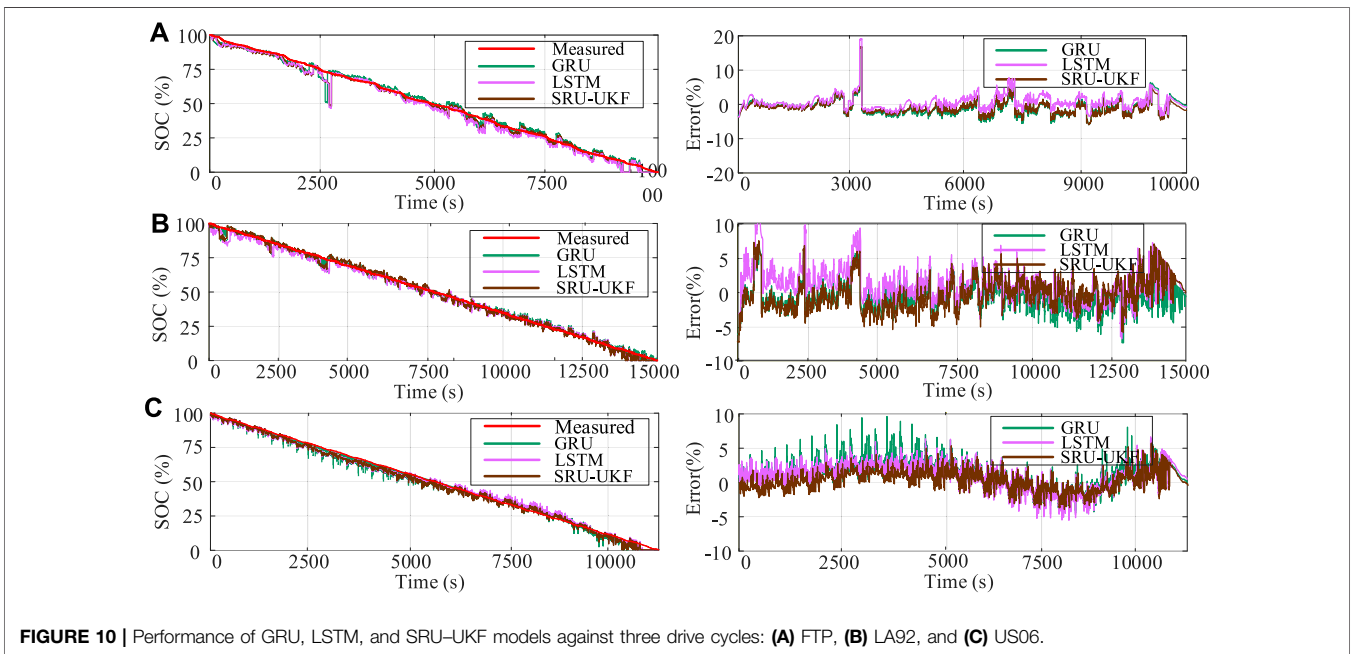 A
100
75
50
25
0
SOC (%)
Measured
GRU
LSTM
SRU-UKF
0 2500 5000 7500 100
00
Time (s)
20
10
0
-10
-20
Error(%)
GRU
LSTM
SRU-UKF
0 3000 6000 9000 10000
Time (s)
B
100
75
50
25
0
SOC (%)
Measured
GRU
LSTM
SRU-UKF
0 2500 5000 7500 10000 12500 15000
Time (s)
10
5
0
-5
-10
Error(%)
GRU
LSTM
SRU-UKF
0 2500 5000 7500 10000 12500 15000
Time (s)
C
100
75
50
25
0
SOC (%)
Measured
GRU
LSTM
SRU-UKF
0 2500 5000 7500 10000
Time (s)
10
5
0
-5
-10
Error(%)
GRU
LSTM
SRU-UKF
0 2500 5000 7500 10000
Time (s)
FIGURE 10 | Performance of GRU, LSTM, and SRU–UKF models against three drive cycles: (A) FTP, (B) LA92, and (C) US06.